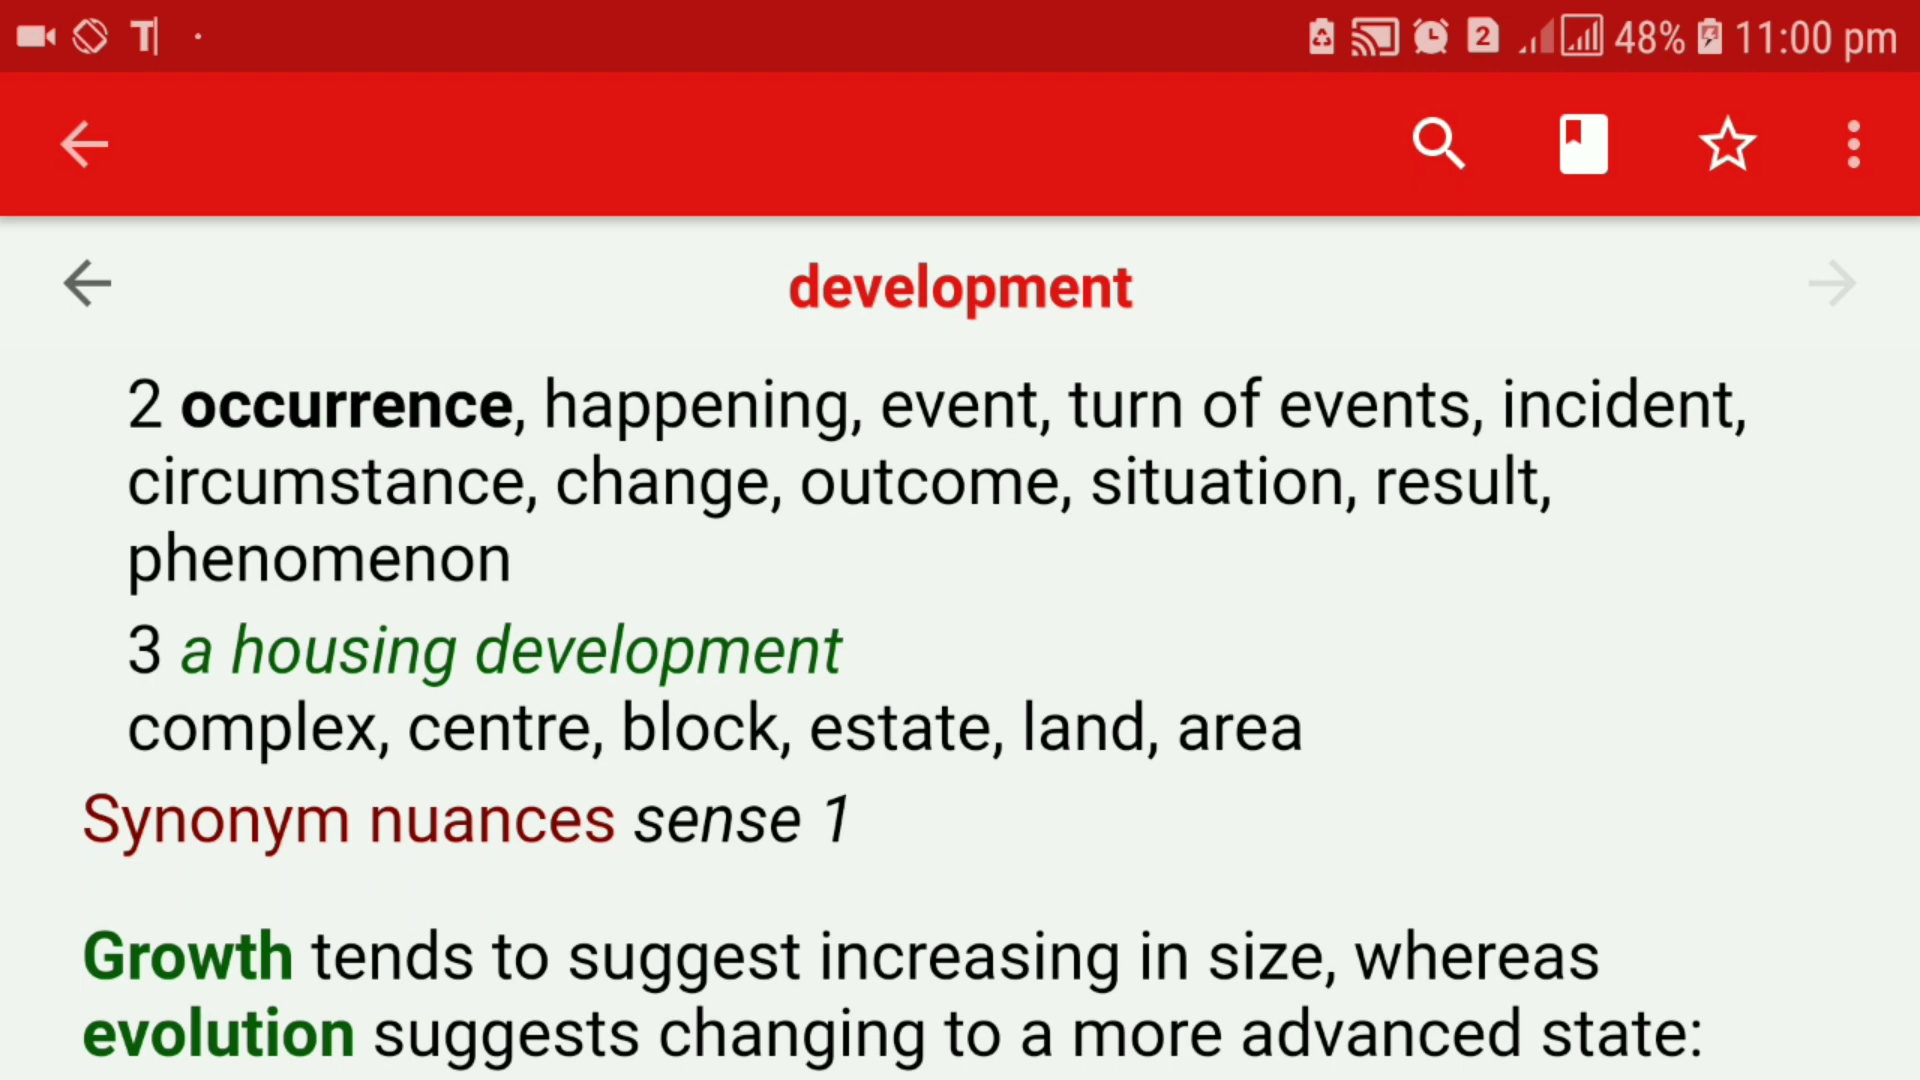 T 2 48% 11:00 pm
development
2 occurrence, happening, event, turn of events, incident,
circumstance, change, outcome, situation, result,
phenomenon
3 a housing development
complex, centre, block, estate, land, area
Synonym nuances sense 1
Growth tends to suggest increasing in size, whereas
evolution suggests changing to a more advanced state: